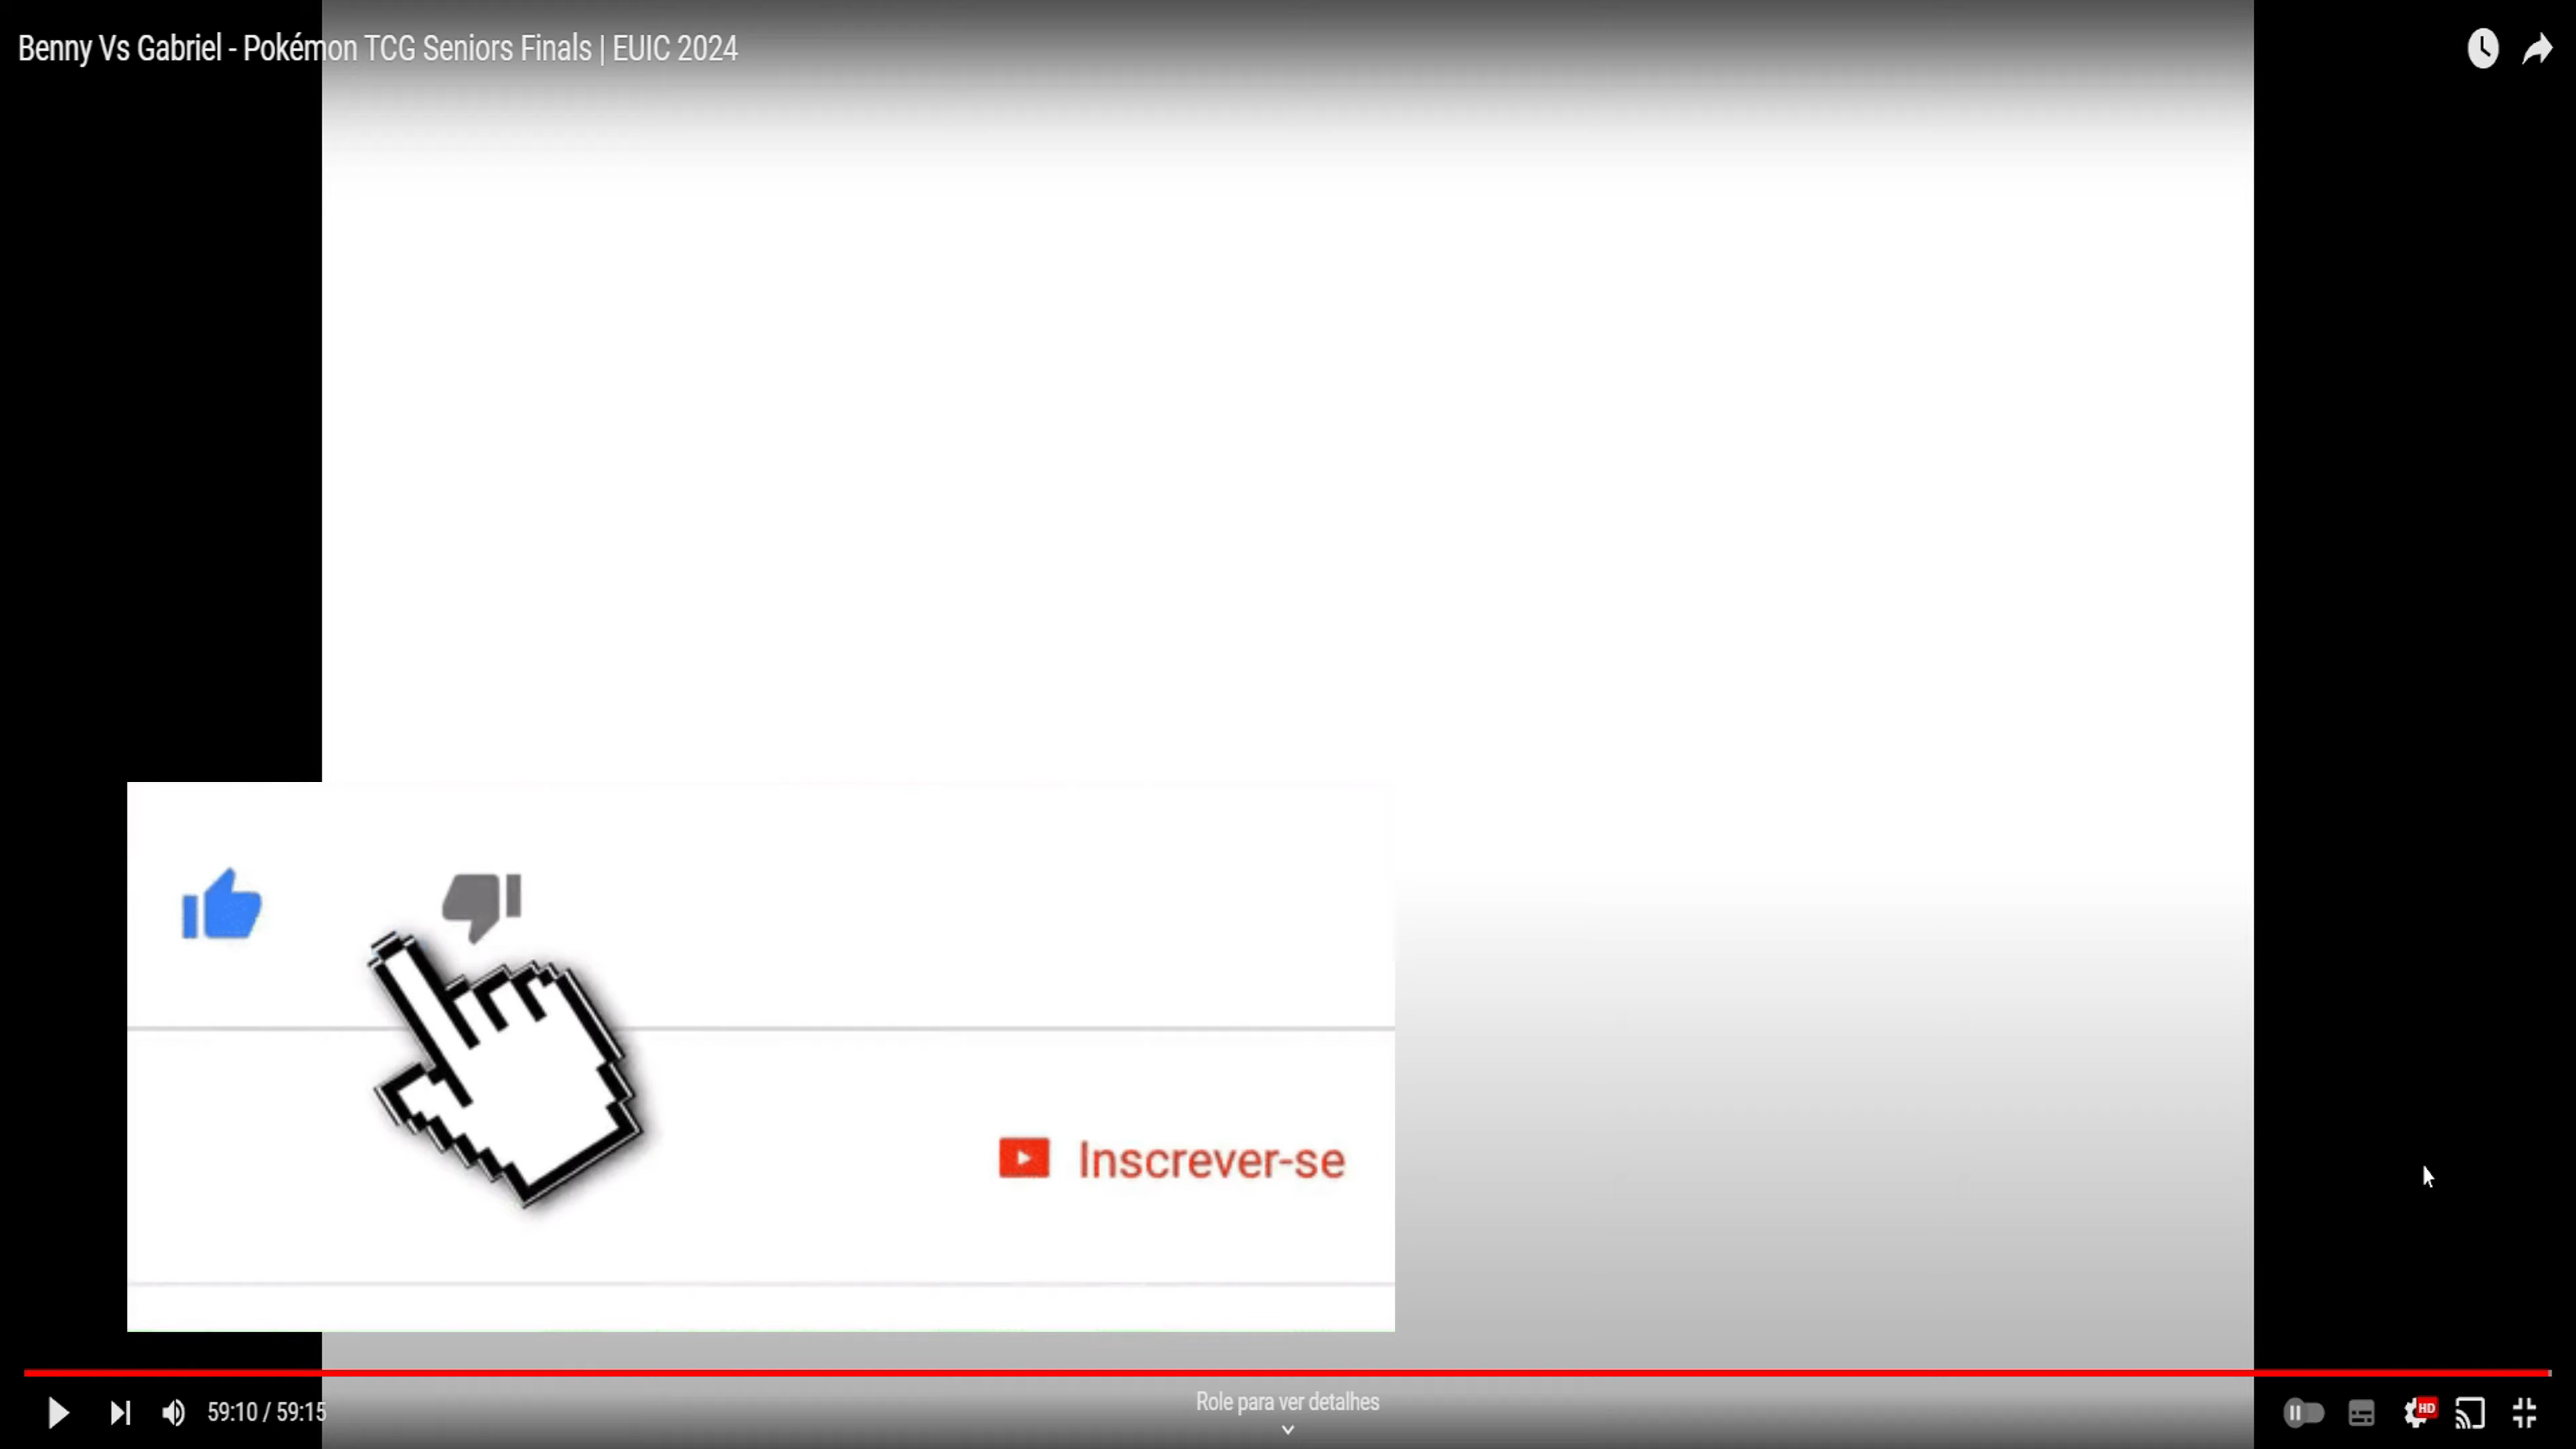 Benny Vs Gabriel - Pokémon TCG Seniors Finals | EUIC 2024
Inscrever-se
Role para ver detalhes
59:10 / 59:15
HD